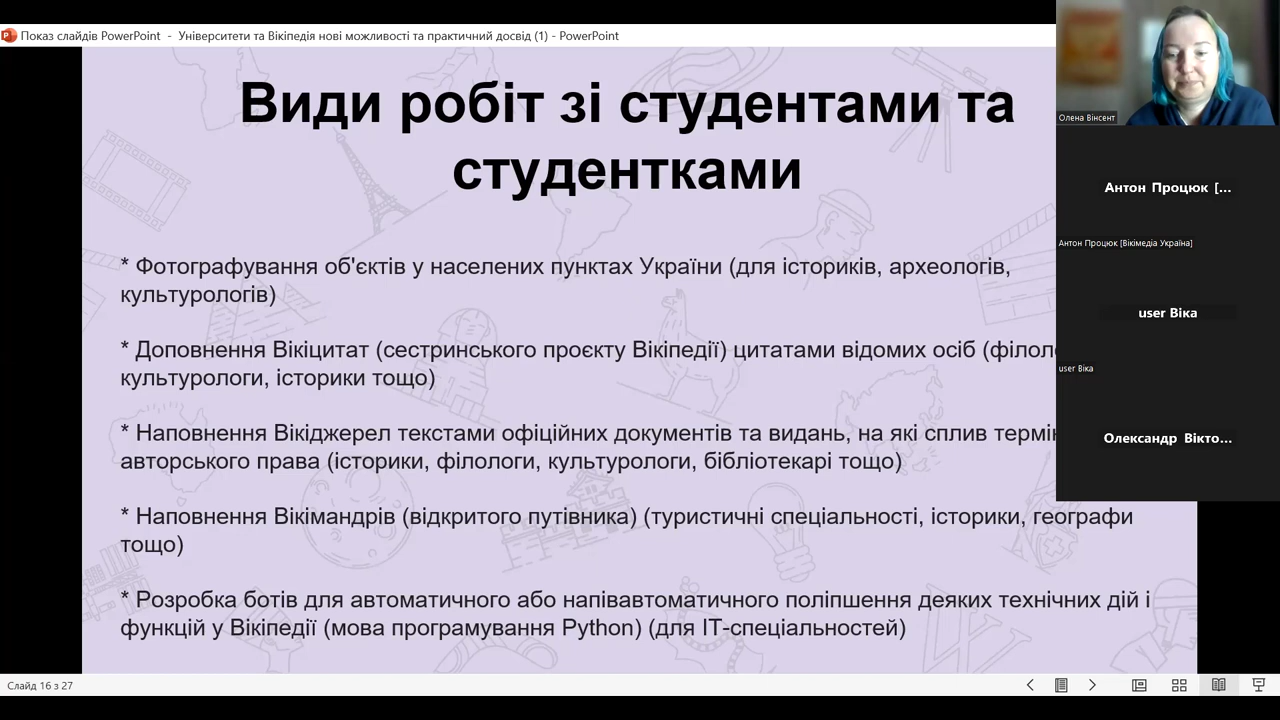 Показ слайдів PowerPoint - Університети та Вікіпедія нові можливості та практичний досвід (1) - PowerPoint
Види робіт зі студентами та
студентками
* Фотографування об'єктів у населених пунктах України (для істориків, археологів,
культурологів)
* Доповнення Вікіцитат (сестринського проєкту Вікіпедії) цитатами відомих осіб (філол
культурологи, історики тощо)
* Наповнення Вікіджерел текстами офіційних документів та видань, на які сплив термін
авторського права (історики, філологи, культурологи, бібліотекарі тощо)
* Наповнення Вікімандрів (відкритого путівника) (туристичні спеціальності, історики, географи
тощо)
* Розробка ботів для автоматичного або напівавтоматичного поліпшення деяких технічних дій і
функцій у Вікіпедії (мова програмування Python) (для ІТ-спеціальностей)
Олена Вінсент
Антон Процюк [...
Антон Процюк [Вікімедіа Україна]
user Віка
user Віка
Олександр Вікто...
Слайд 16 з 27